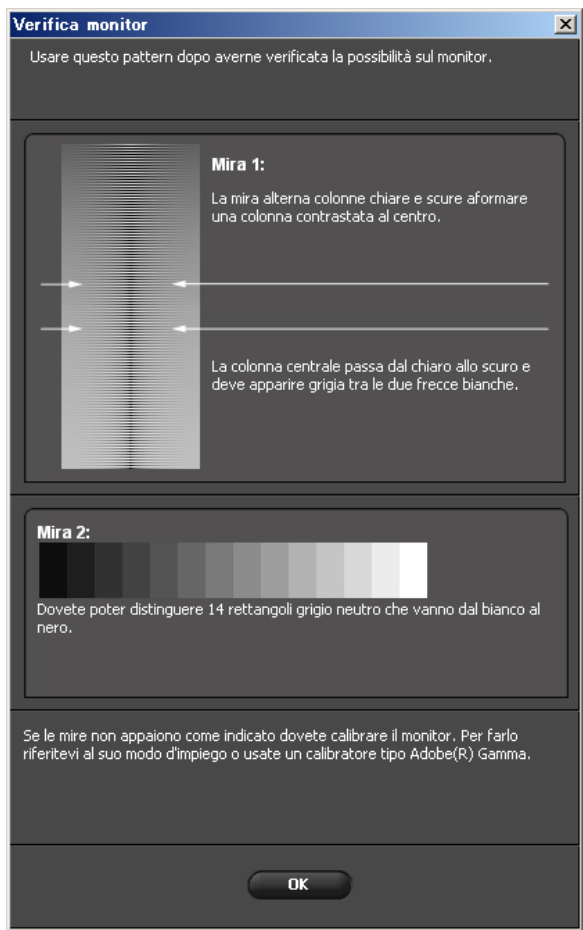 Verifica monitor
Usare questo pattern dopo averne verificata la possibilità sul monitor.
Mira 1:
La mira alterna colonne chiare e scure aformare
una colonna contrastata al centro.
La colonna centrale passa dal chiaro allo scuro e
deve apparire grigia tra le due frecce bianche.
Mira 2:
Dovete poter distinguere 14 rettangoli grigio neutro che vanno dal bianco al
nero.
Se le mire non appaiono come indicato dovete calibrare il monitor. Per farlo
riferitevi al suo modo d'impiego o usate un calibratore tipo Adobe(R) Gamma.
OK